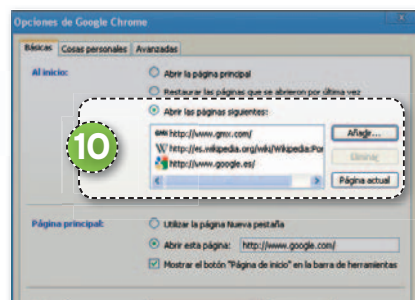 Opciones de Google Chrome
Básicas
Cosas personales
Avanzadas
Al inicio:
Abrir la página principal
Restaurar las páginas que se abrieron por última vez
Abrir las páginas siguientes:
10
GMX http://www.gmx.com/
Añadir...
W http://es.wikipedia.org/wiki/Wikipedia:Por
Eliminar
http://www.google.es/
Página actual
Página principal:
Utilizar la página Nueva pestaña
Abrir esta página:
http://www.google.com/
Mostrar el botón "Página de inicio" en la barra de herramientas